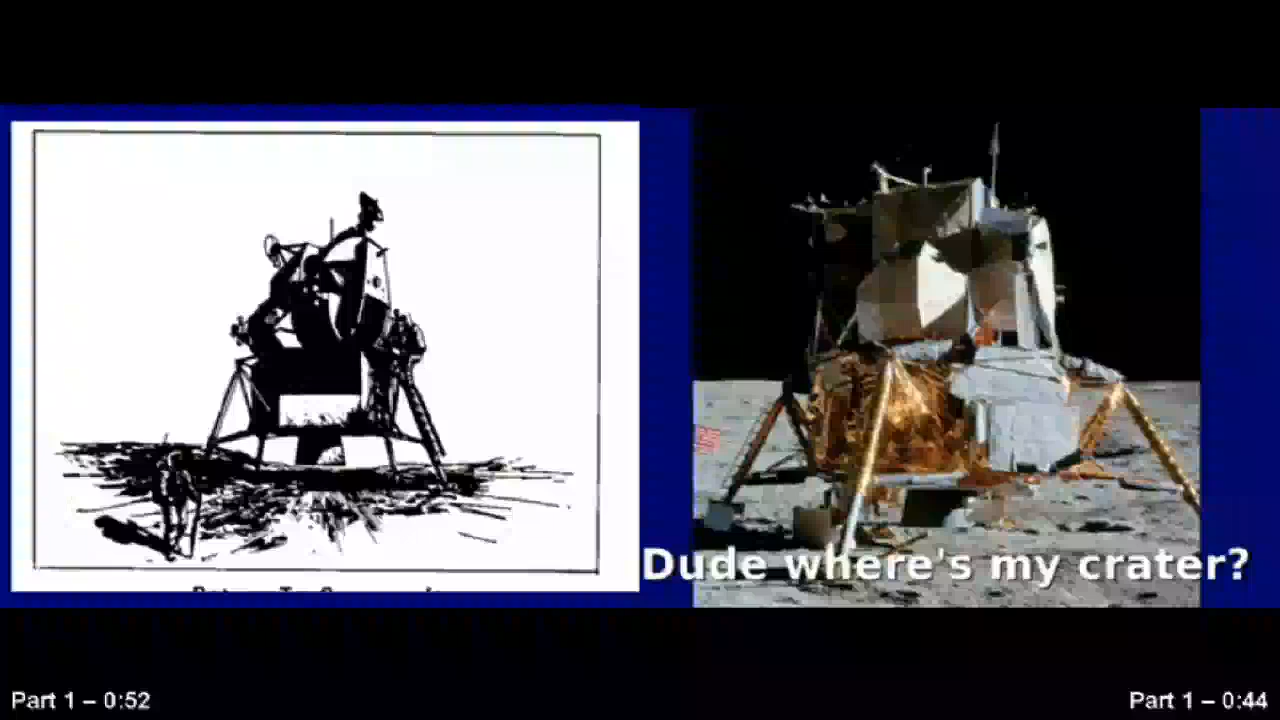 Dude where's my crater?
Part 1 – 0:52
Part 1 – 0:44